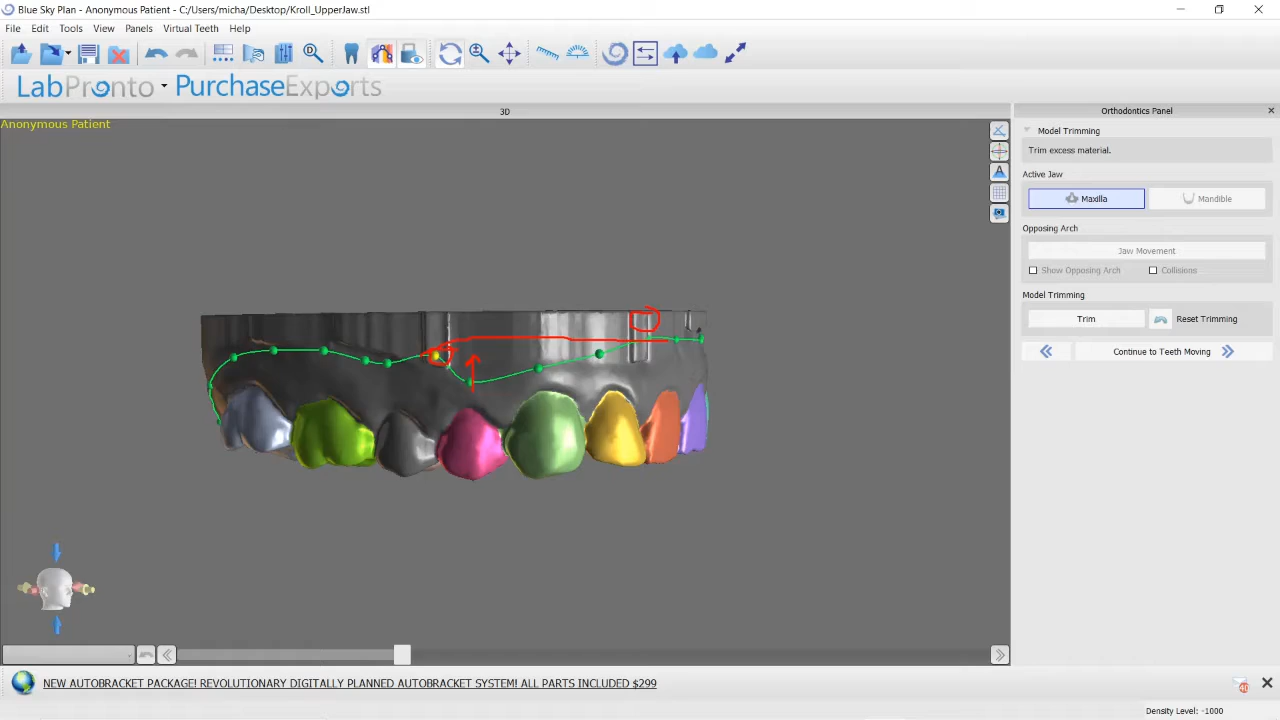 Blue Sky Plan - Anonymous Patient - C:/Users/micha/Desktop/Kroll_UpperJaw.stl
File Edit Tools View Panels Virtual Teeth Help
LabPronto PurchaseExports
3D
Orthodontics Panel
Anonymous Patient
Model Trimming
Trim excess material.
Active Jaw
Maxilla Mandible
Opposing Arch
Jaw Movement
Show Opposing Arch Collisions
Model Trimming
Trim Reset Trimming
Continue to Teeth Moving
NEW AUTOBRACKET PACKAGE! REVOLUTIONARY DIGITALLY PLANNED AUTOBRACKET SYSTEM! ALL PARTS INCLUDED $299
Density Level: -1000